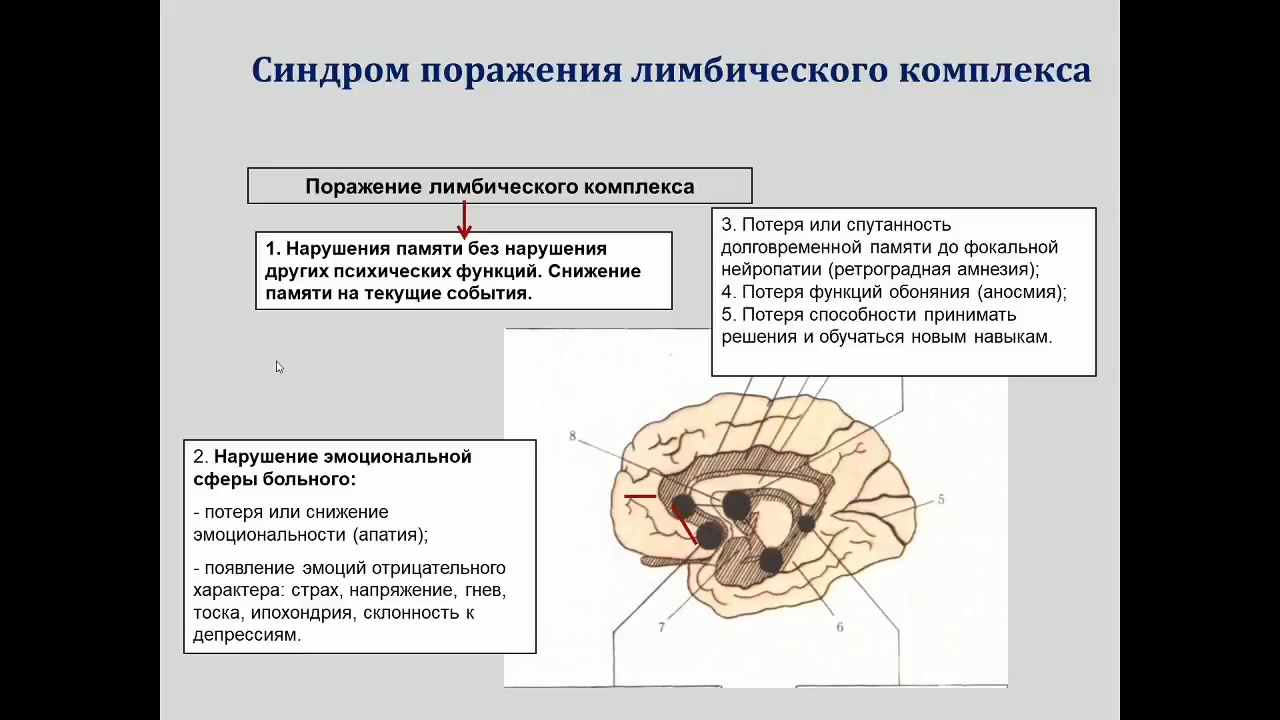 Синдром поражения лимбического комплекса
Поражение лимбического комплекса
1. Нарушения памяти без нарушения
других психических функций. Снижение
памяти на текущие события.
3. Потеря или спутанность
долговременной памяти до фокальной
нейропатии (ретроградная амнезия);
4. Потеря функций обоняния (аносмия);
5. Потеря способности принимать
решения и обучаться новым навыкам.
2. Нарушение эмоциональной
сферы больного:
- потеря или снижение
эмоциональности (апатия);
- появление эмоций отрицательного
характера: страх, напряжение, гнев,
тоска, ипохондрия, склонность к
депрессиям.
8
5
7
6